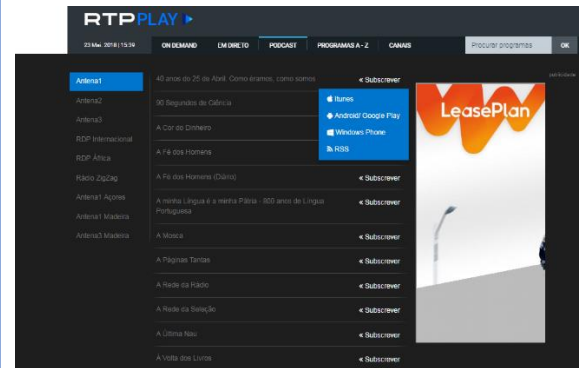 RTPPLAY
23 Mai. 2018 | 15:39
ON DEMAND EM DIRETO PODCAST PROGRAMAS A - Z CANAIS Procurar programas OK
publicidade
Antena1
Antena2
Antena3
RDP Internacional
RDP África
Rádio ZigZag
Antena1 Açores
Antena1 Madeira
Antena3 Madeira
40 anos do 25 de Abril. Como éramos, como somos « Subscrever
iTunes
Android/ Google Play
Windows Phone
RSS
90 Segundos de Ciência
A Cor do Dinheiro
A Fé dos Homens
A Fé dos Homens (Diário) « Subscrever
A minha Língua é a minha Pátria - 800 anos de Língua « Subscrever
Portuguesa
A Mosca « Subscrever
A Páginas Tantas « Subscrever
A Rede da Rádio « Subscrever
A Rede da Seleção « Subscrever
A Última Nau « Subscrever
À Volta dos Livros « Subscrever
LeasePlan